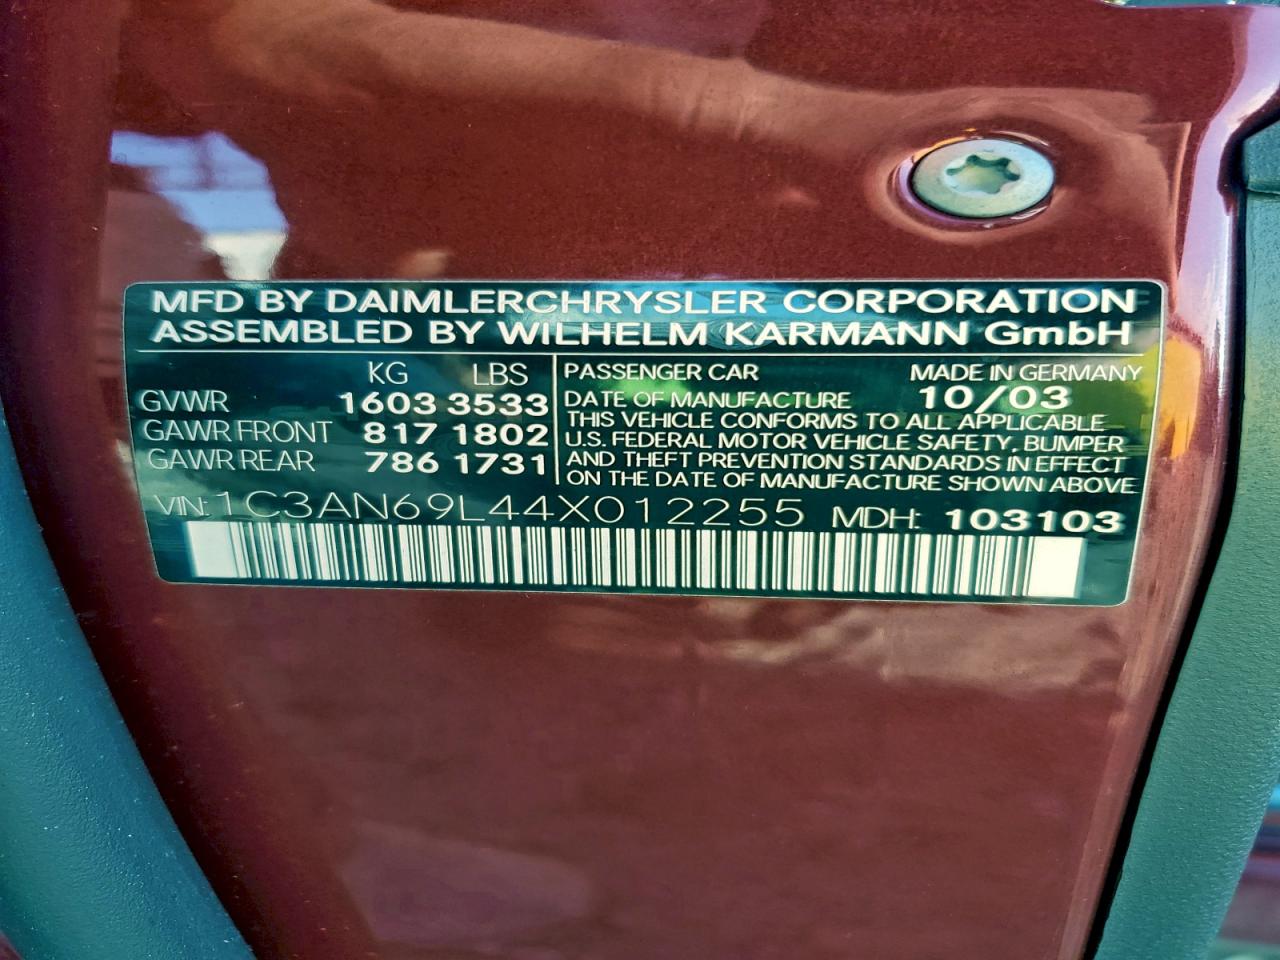 MFD BY DAIMLERCHRYSLER CORPORATION
ASSEMBLED BY WILHELM KARMANN GmbH
KG LBS
GVWR 1603 3533
GAWR FRONT 817 1802
GAWR REAR 786 1731
PASSENGER CAR MADE IN GERMANY
DATE OF MANUFACTURE 10/03
THIS VEHICLE CONFORMS TO ALL APPLICABLE
U.S. FEDERAL MOTOR VEHICLE SAFETY, BUMPER
AND THEFT PREVENTION STANDARDS IN EFFECT
ON THE DATE OF MANUFACTURE SHOWN ABOVE
VIN: 1C3AN69L44X012255 MDH: 103103